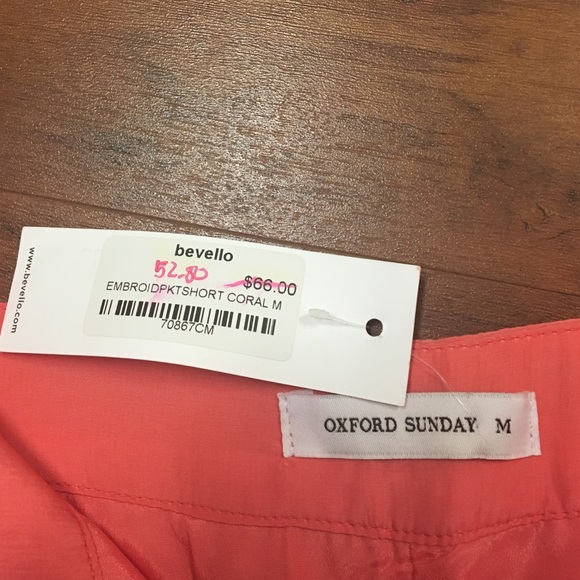 www.bevello.com
bevello
52.80
$66.00
EMBROIDPKTSHORT CORAL M
70867CM
OXFORD SUNDAY M